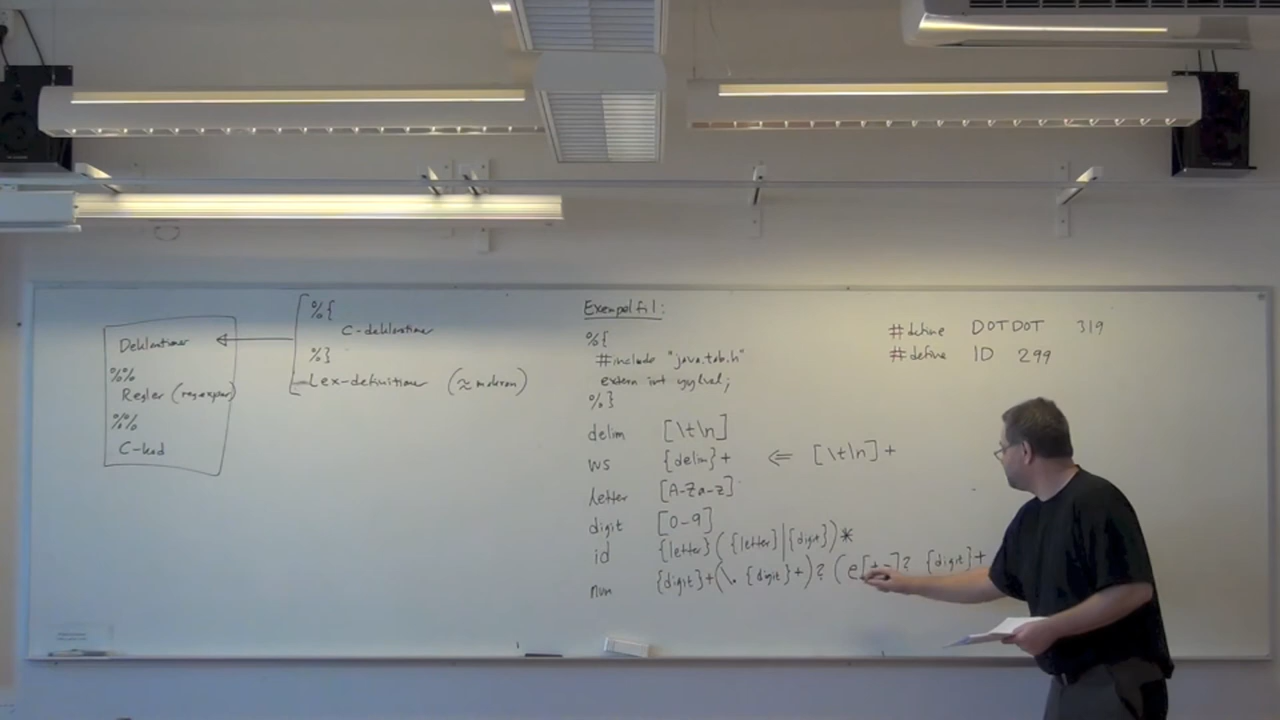 Deklarationer
%%
Regler (regexpar)
%%
C-kod
%{
C-deklarationer
%}
Lex-definitioner (≈ makron)
Exempelfil:
%{
#include "java.tab.h"
extern int yylval;
%}
delim [\t\n]
ws {delim}+ <= [\t\n]+
letter [A-Za-z]
digit [0-9]
id {letter}({letter}|{digit})*
num {digit}+(\.{digit}+)? (e[+-]? {digit}+
#define DOTDOT 319
#define ID 299